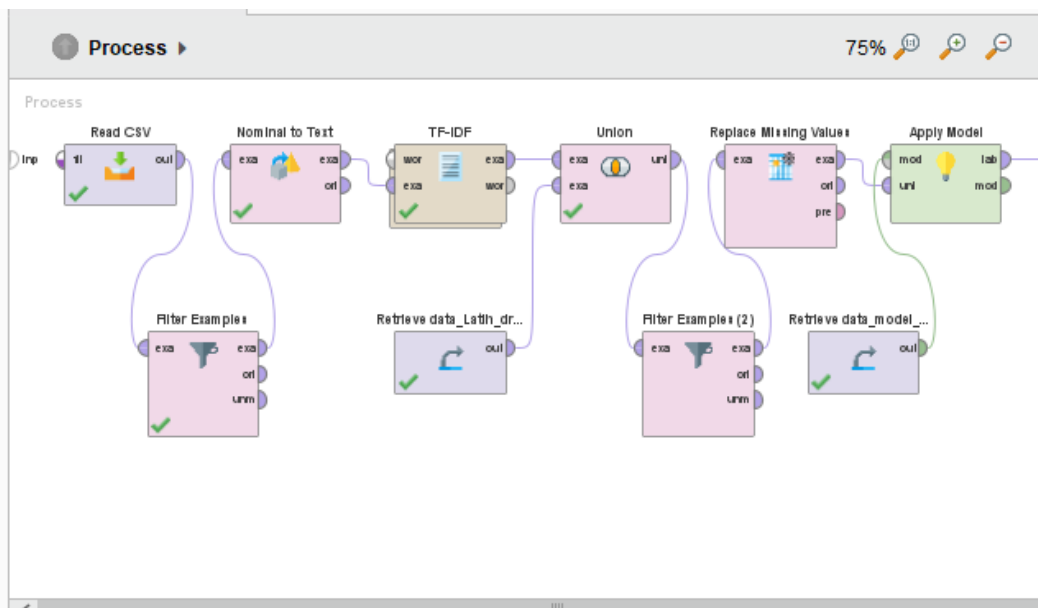 Process
75%
Process
Read CSV
Nominal to Text
TF-IDF
Union
Replace Missing Values
Apply Model
inp
fil
out
exa
exa
ori
wor
exa
exa
wor
exa
exa
uni
exa
exa
ori
pre
mod
uni
lab
mod
Filter Examples
Retrieve data_Latih_dr...
Filter Examples (2)
Retrieve data_model_...
exa
exa
ori
unm
out
exa
exa
ori
unm
out